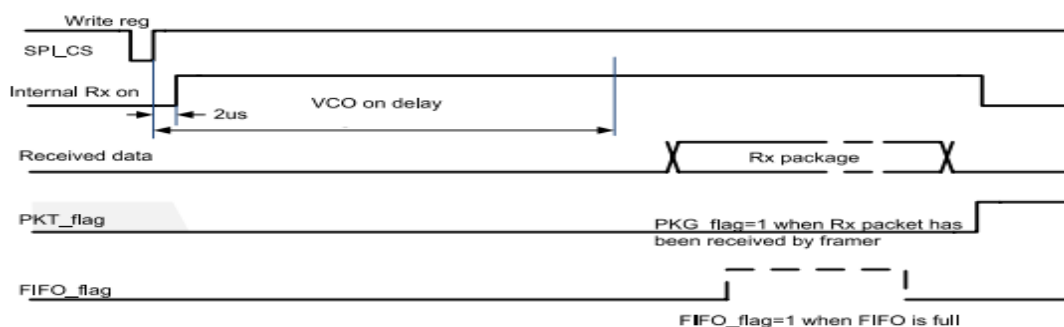 Write reg
SPI_CS
Internal Rx on
VCO on delay
2us
Received data
Rx package
PKT_flag
PKG_flag=1 when Rx packet has
been received by framer
FIFO_flag
FIFO_flag=1 when FIFO is full